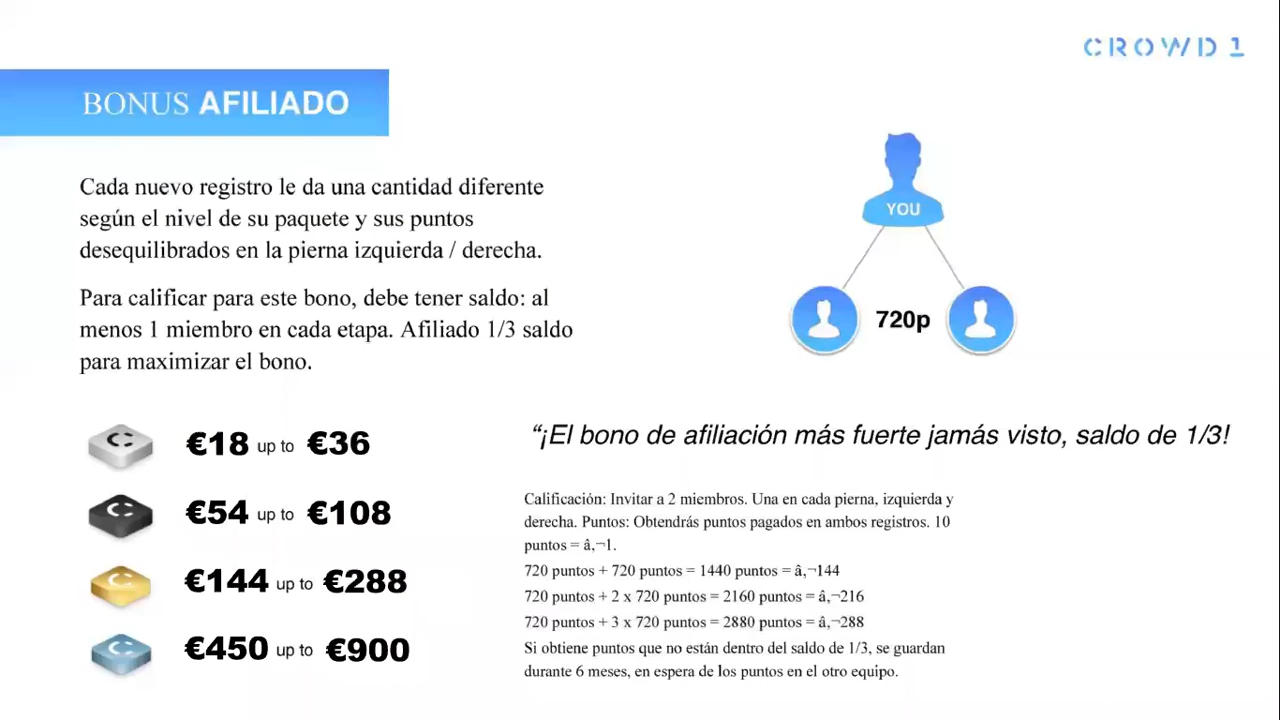 CROWD 1
BONUS AFILIADO
Cada nuevo registro le da una cantidad diferente
según el nivel de su paquete y sus puntos
desequilibrados en la pierna izquierda / derecha.
Para calificar para este bono, debe tener saldo: al
menos 1 miembro en cada etapa. Afiliado 1/3 saldo
para maximizar el bono.
YOU
720p
€18 up to €36
€54 up to €108
€144 up to €288
€450 up to €900
“¡El bono de afiliación más fuerte jamás visto, saldo de 1/3!
Calificación: Invitar a 2 miembros. Una en cada pierna, izquierda y
derecha. Puntos: Obtendrás puntos pagados en ambos registros. 10
puntos = â‚¬1.
720 puntos + 720 puntos = 1440 puntos = â‚¬144
720 puntos + 2 x 720 puntos = 2160 puntos = â‚¬216
720 puntos + 3 x 720 puntos = 2880 puntos = â‚¬288
Si obtiene puntos que no están dentro del saldo de 1/3, se guardan
durante 6 meses, en espera de los puntos en el otro equipo.